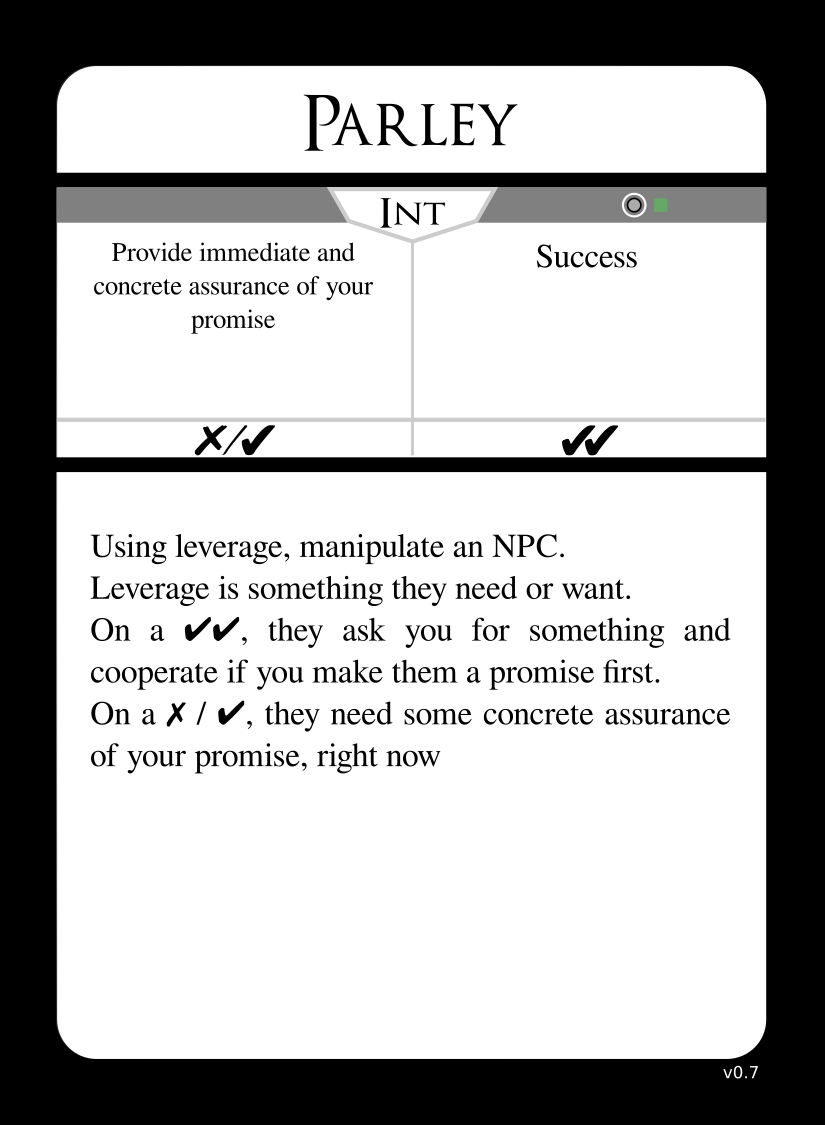 PARLEY
INT
Provide immediate and
concrete assurance of your
promise
Success
✗/✔
✔✔
Using leverage, manipulate an NPC.
Leverage is something they need or want.
On a ✔✔, they ask you for something and
cooperate if you make them a promise first.
On a ✗ / ✔, they need some concrete assurance
of your promise, right now
v0.7